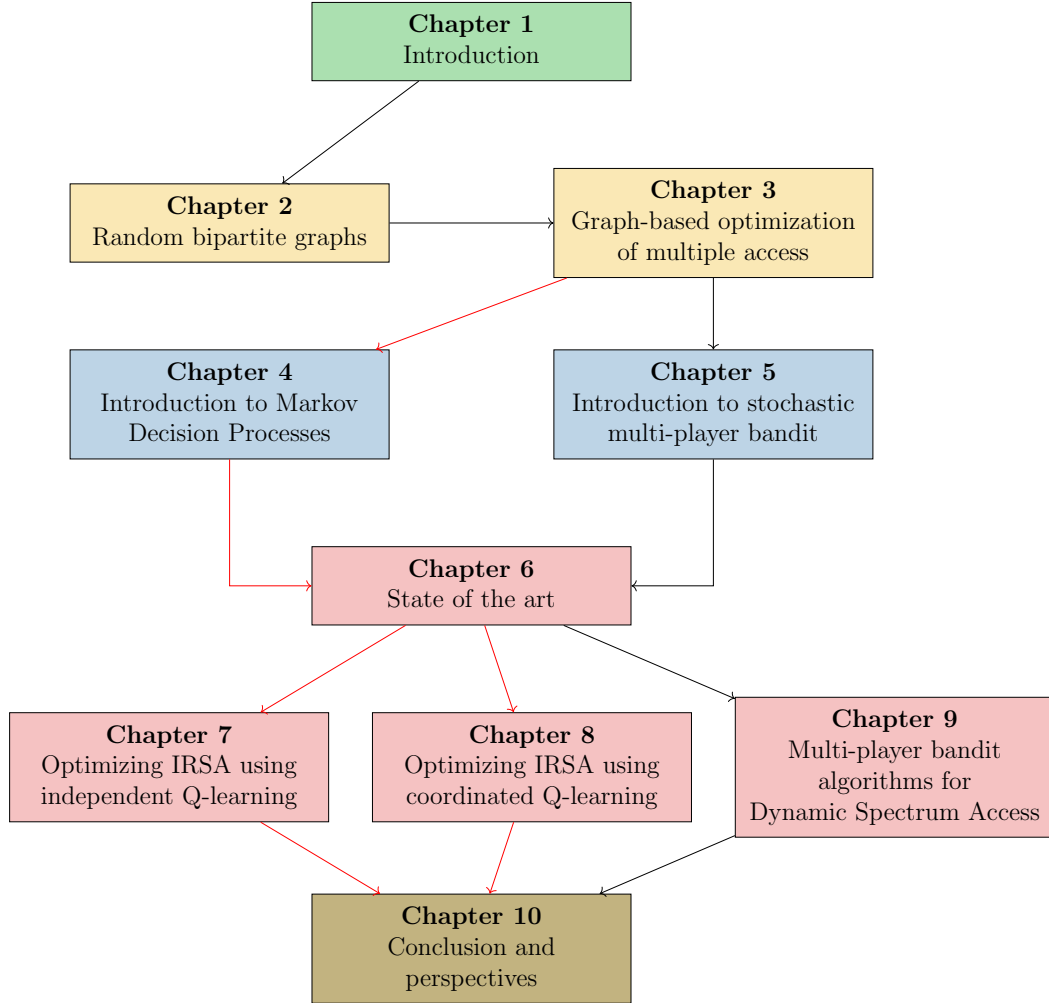 Chapter 1
Introduction
Chapter 2
Random bipartite graphs
Chapter 3
Graph-based optimization
of multiple access
Chapter 4
Introduction to Markov
Decision Processes
Chapter 5
Introduction to stochastic
multi-player bandit
Chapter 6
State of the art
Chapter 7
Optimizing IRSA using
independent Q-learning
Chapter 8
Optimizing IRSA using
coordinated Q-learning
Chapter 9
Multi-player bandit
algorithms for
Dynamic Spectrum Access
Chapter 10
Conclusion and
perspectives